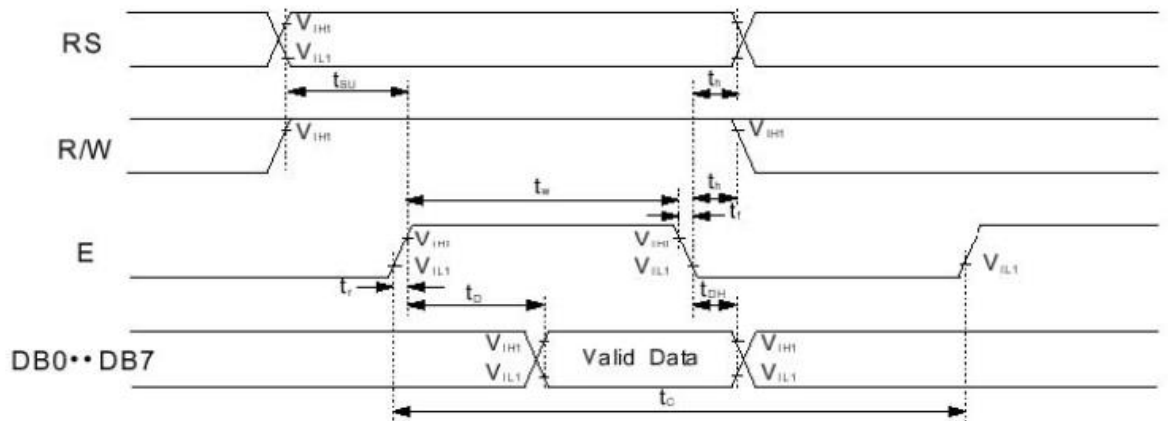 RS
V IH1
V IL1
t SU
t h
R/W
V IH1
V IH1
t w
t h
t f
E
V IH1
V IH1
V IL1
V IL1
V IL1
t r
t D
t DH
DB0••DB7
V IH1
V IL1
Valid Data
V IH1
V IL1
t C